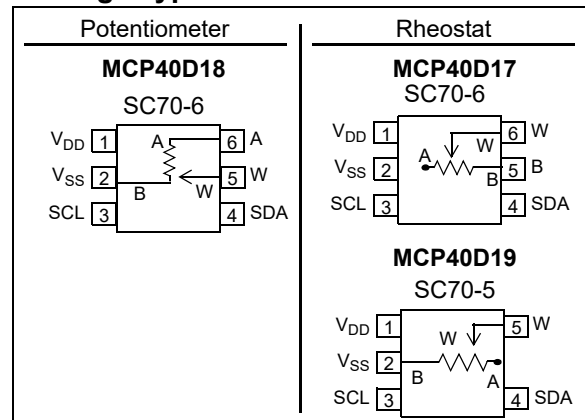 Potentiometer
MCP40D18
SC70-6
VDD 1
A
6 A
VSS 2
B
W
5 W
SCL 3
4 SDA
Rheostat
MCP40D17
SC70-6
VDD 1
W
6 W
VSS 2
A
B
5 B
SCL 3
4 SDA
MCP40D19
SC70-5
VDD 1
W
5 W
VSS 2
B
A
SCL 3
4 SDA